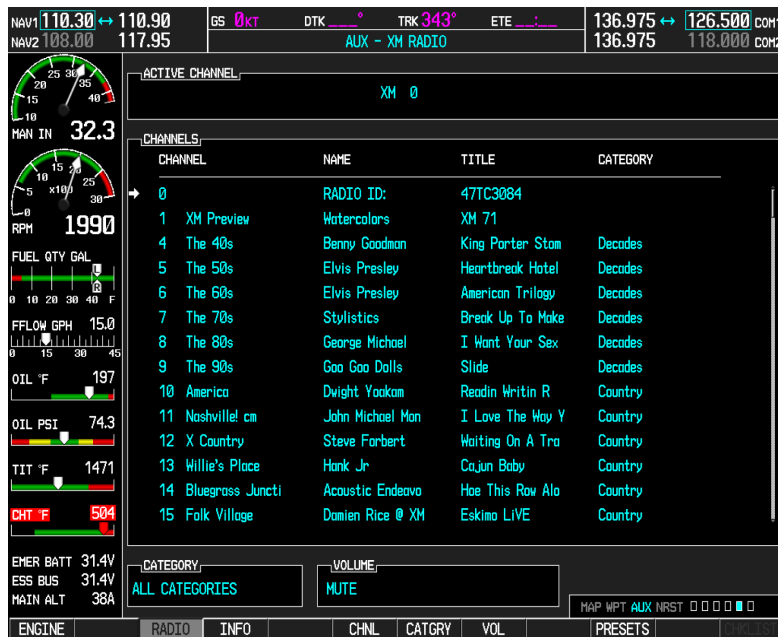 NAV1 110.30 ↔ 110.90 GS 0KT DTK ___° TRK 343° ETE __:__ 136.975 ↔ 126.500 COM1
NAV2 108.00 117.95 AUX - XM RADIO 136.975 118.000 COM2
ACTIVE CHANNEL
XM 0
10 15 20 25 30 35 40
MAN IN 32.3
0 5 10 15 20 25 30
x100
RPM 1990
FUEL QTY GAL
L
R
0 10 20 30 40 F
FFLOW GPH 15.0
0 15 30 45
OIL °F 197
OIL PSI 74.3
TIT °F 1471
CHT °F 504
EMER BATT 31.4V
ESS BUS 31.4V
MAIN ALT 38A
CHANNELS
CHANNEL NAME TITLE CATEGORY
0 RADIO ID: 47TC3084
1 XM Preview Watercolors XM 71
4 The 40s Benny Goodman King Porter Stom Decades
5 The 50s Elvis Presley Heartbreak Hotel Decades
6 The 60s Elvis Presley American Trilogy Decades
7 The 70s Stylistics Break Up To Make Decades
8 The 80s George Michael I Want Your Sex Decades
9 The 90s Goo Goo Dolls Slide Decades
10 America Dwight Yoakam Readin Writin R Country
11 Nashville! cm John Michael Mon I Love The Way Y Country
12 X Country Steve Forbert Waiting On A Tra Country
13 Willie's Place Hank Jr Cajun Baby Country
14 Bluegrass Juncti Acoustic Endeavo Hoe This Row Alo Country
15 Folk Village Damien Rice @ XM Eskimo LiVE Country
CATEGORY
ALL CATEGORIES
VOLUME
MUTE
MAP WPT AUX NRST
ENGINE RADIO INFO CHNL CATGRY VOL PRESETS CHKLIST